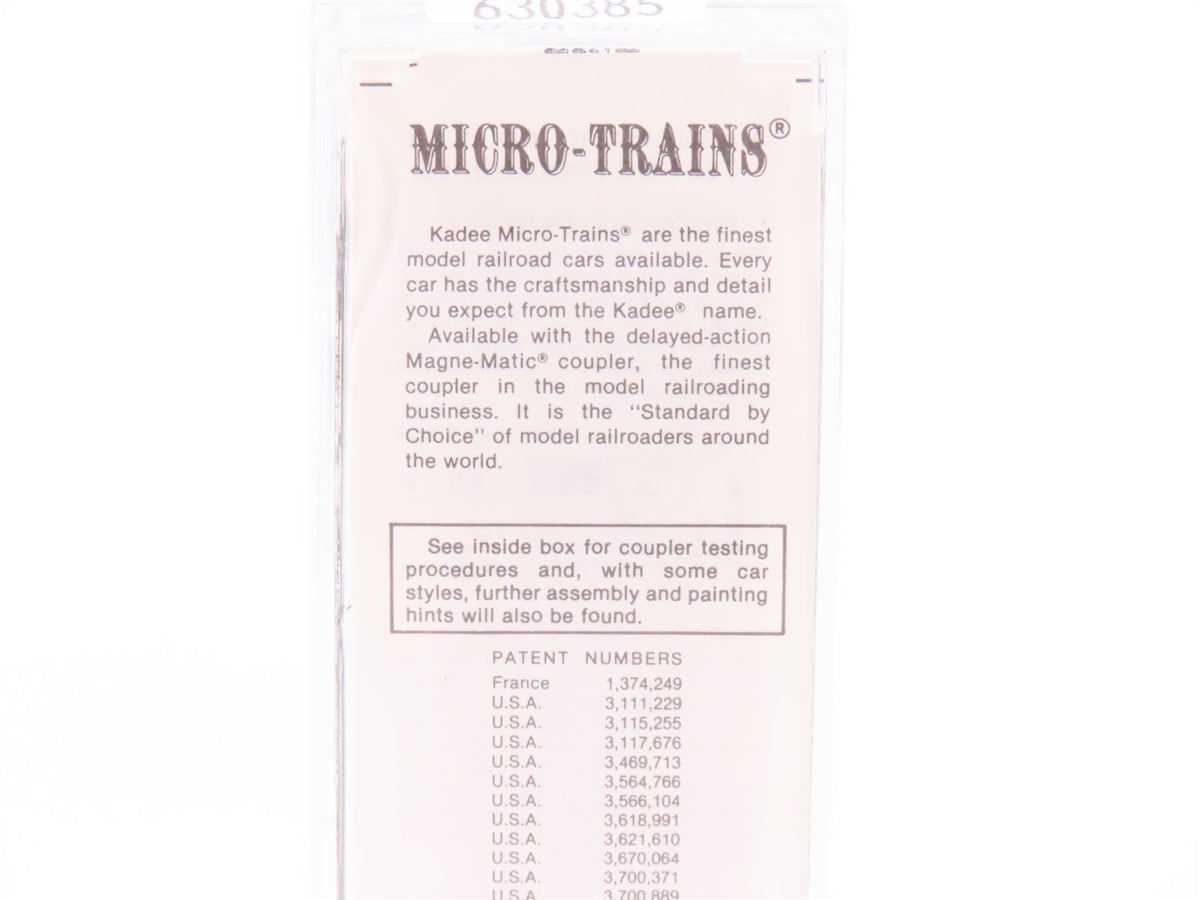 630385
MICRO-TRAINS®
Kadee Micro-Trains® are the finest
model railroad cars available. Every
car has the craftsmanship and detail
you expect from the Kadee® name.
Available with the delayed-action
Magne-Matic® coupler, the finest
coupler in the model railroading
business. It is the "Standard by
Choice" of model railroaders around
the world.
See inside box for coupler testing
procedures and, with some car
styles, further assembly and painting
hints will also be found.
PATENT NUMBERS
France 1,374,249
U.S.A. 3,111,229
U.S.A. 3,115,255
U.S.A. 3,117,676
U.S.A. 3,469,713
U.S.A. 3,564,766
U.S.A. 3,566,104
U.S.A. 3,618,991
U.S.A. 3,621,610
U.S.A. 3,670,064
U.S.A. 3,700,371
U.S.A. 3,700,889